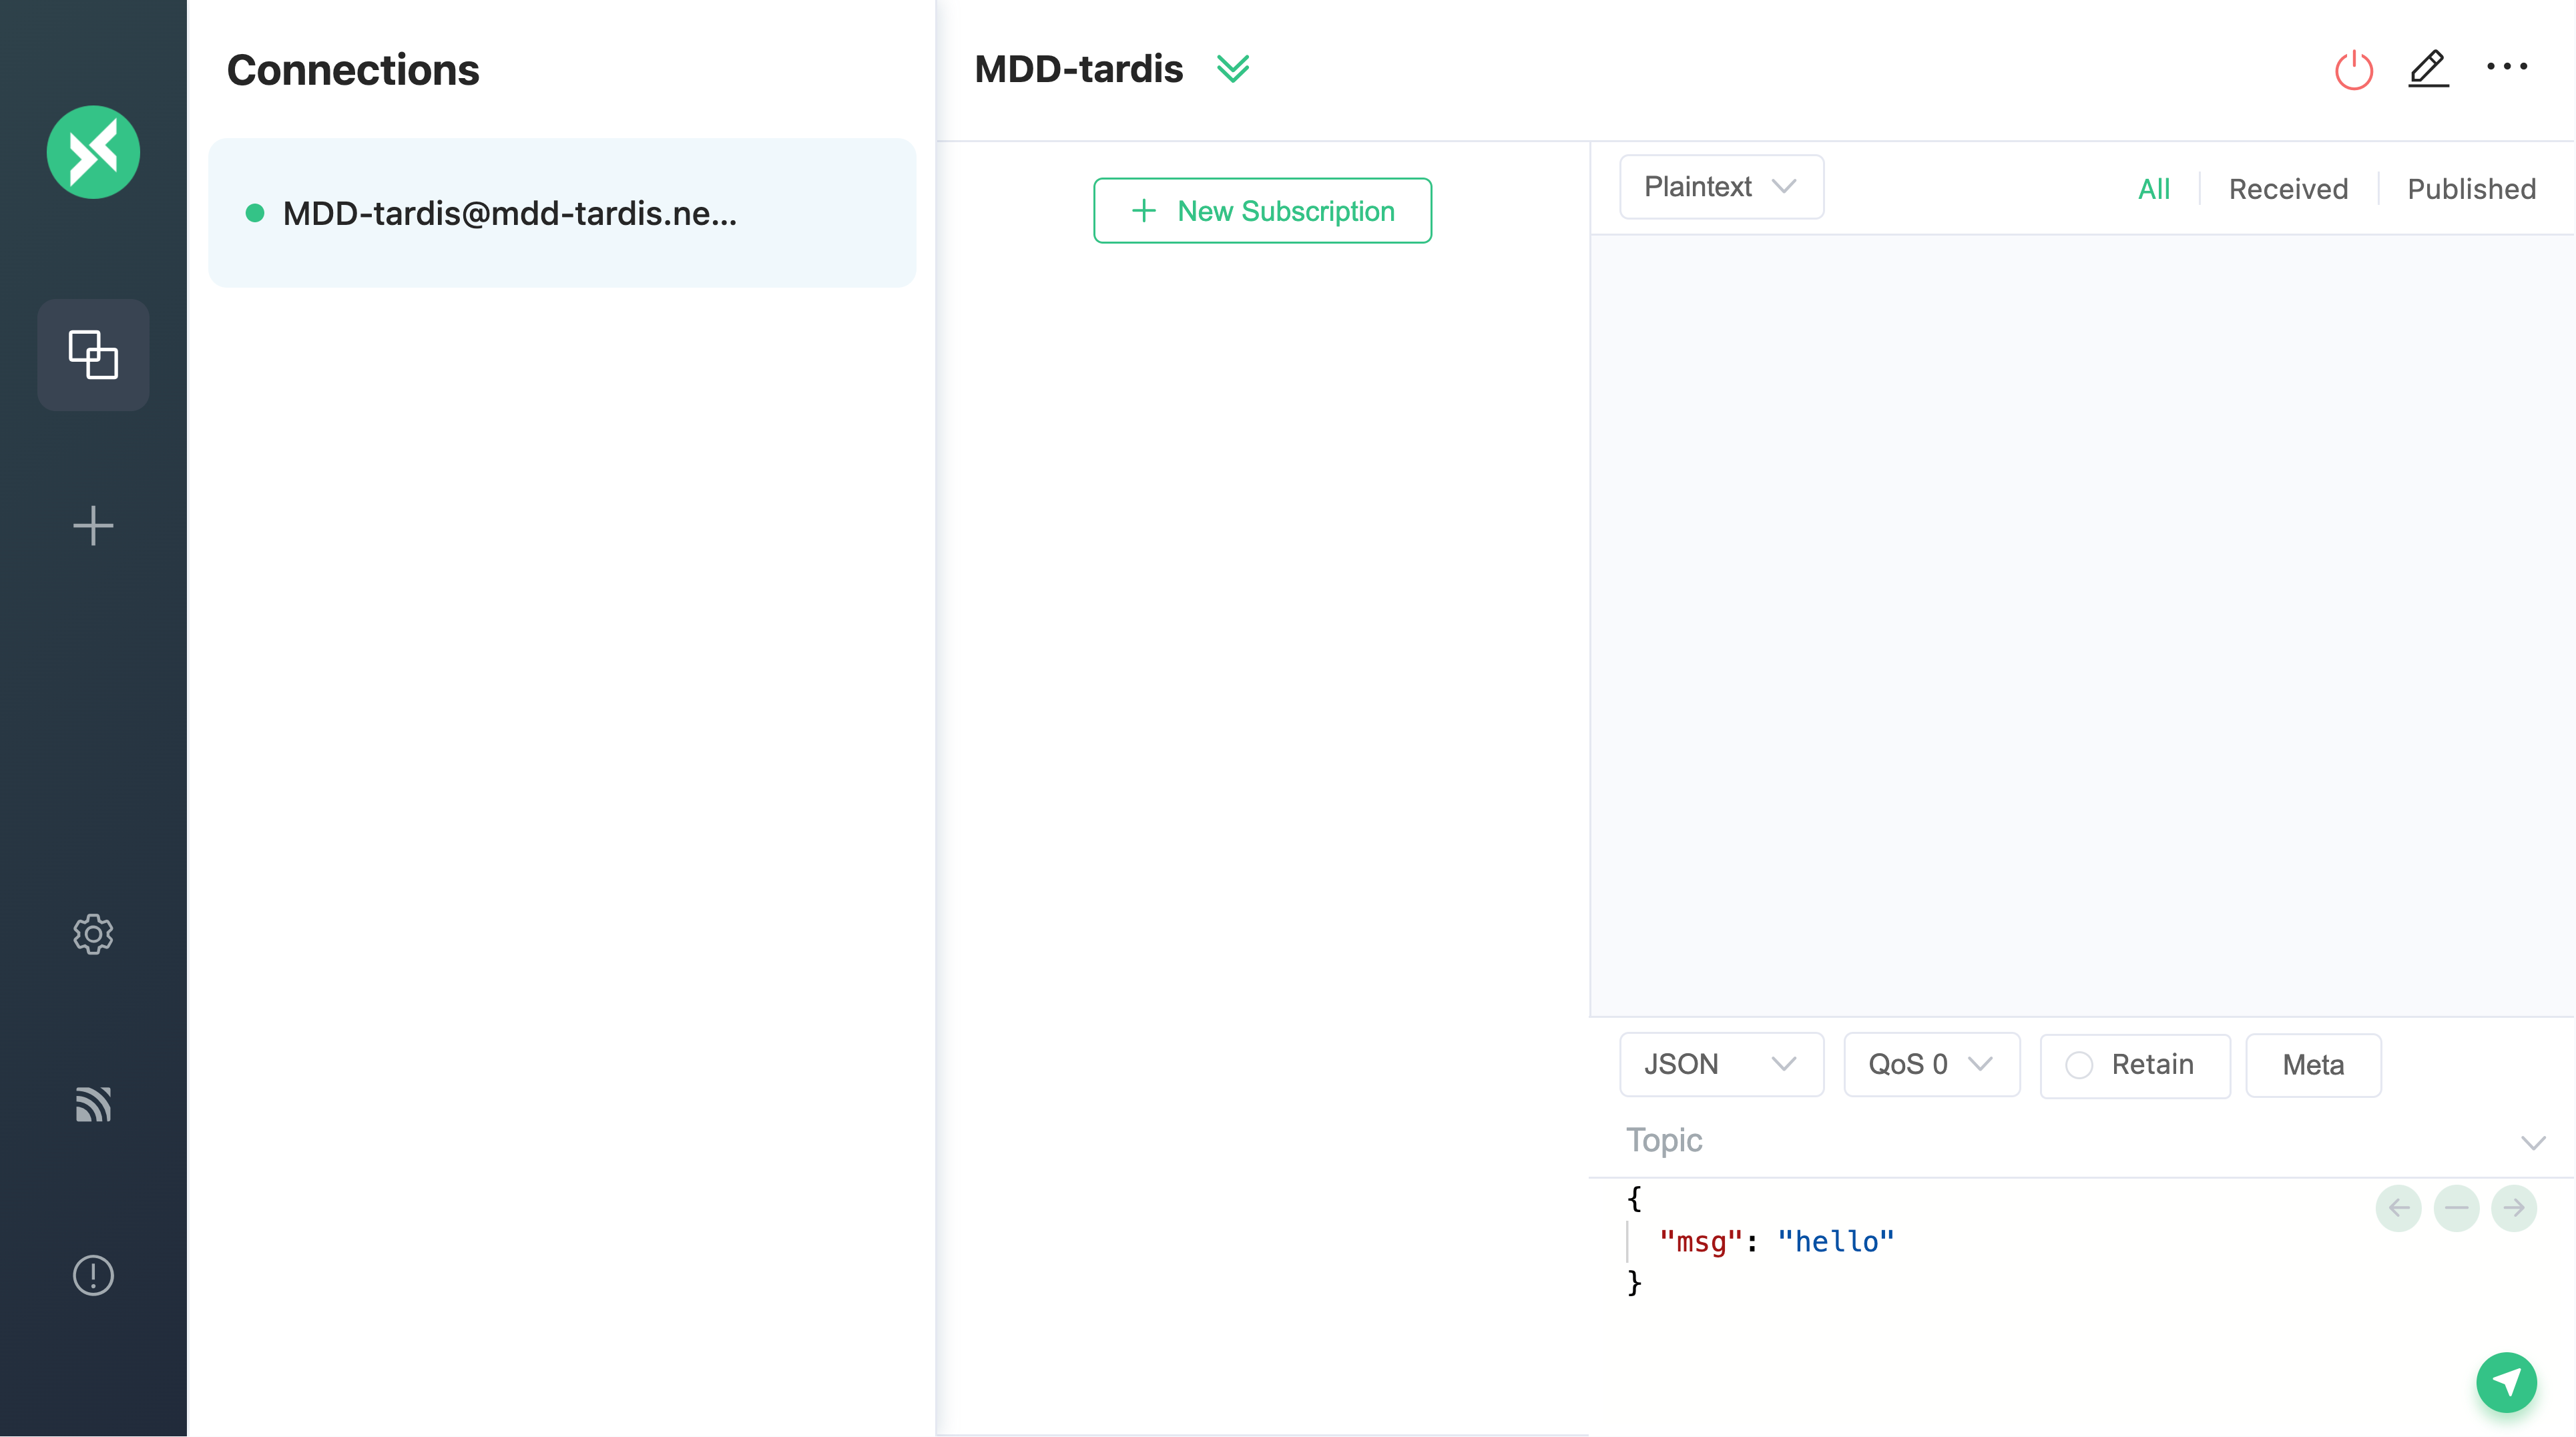 Connections
MDD-tardis@mdd-tardis.ne...
MDD-tardis
New Subscription
Plaintext
All
Received
Published
JSON
QoS 0
Retain
Meta
Topic
{
"msg": "hello"
}